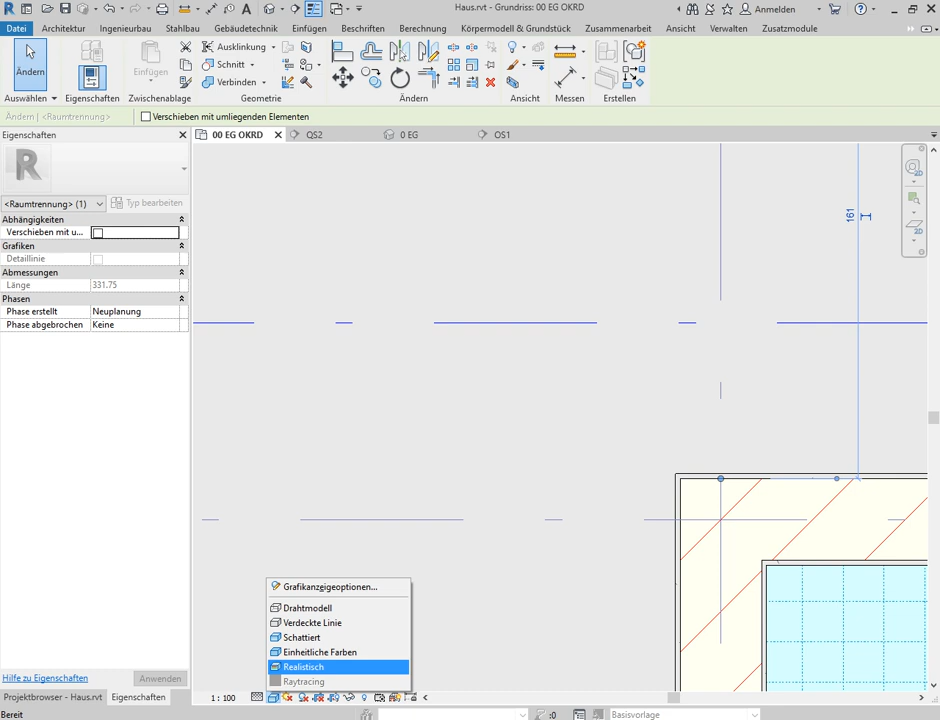 Haus.rvt - Grundriss: 00 EG OKRD
Anmelden
Datei Architektur Ingenieurbau Stahlbau Gebäudetechnik Einfügen Beschriften Berechnung Körpermodell & Grundstück Zusammenarbeit Ansicht Verwalten Zusatzmodule
Ändern
Einfügen
Ausklinkung
Schnitt
Verbinden
Auswählen Eigenschaften Zwischenablage Geometrie Ändern Ansicht Messen Erstellen
Ändern | <Raumtrennung> Verschieben mit umliegenden Elementen
Eigenschaften
00 EG OKRD QS2 0 EG OS1
R
<Raumtrennung> (1) Typ bearbeiten
Abhängigkeiten
Verschieben mit u...
Grafiken
Detaillinie
Abmessungen
Länge 331.75
Phasen
Phase erstellt Neuplanung
Phase abgebrochen Keine
161
2D
2D
Grafikanzeigeoptionen...
Drahtmodell
Verdeckte Linie
Schattiert
Einheitliche Farben
Realistisch
Raytracing
Hilfe zu Eigenschaften Anwenden
Projektbrowser - Haus.rvt Eigenschaften
1 : 100
Bereit
:0 Basisvorlage